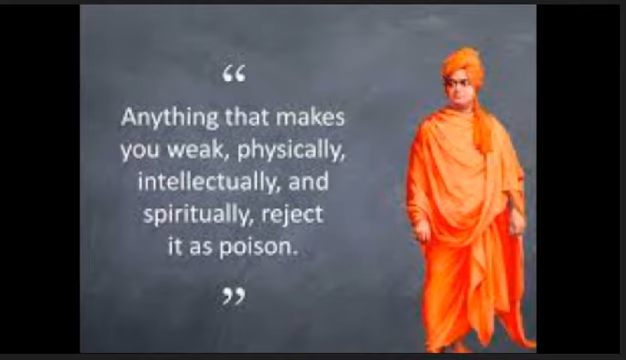 “
Anything that makes
you weak, physically,
intellectually, and
spiritually, reject
it as poison.
”